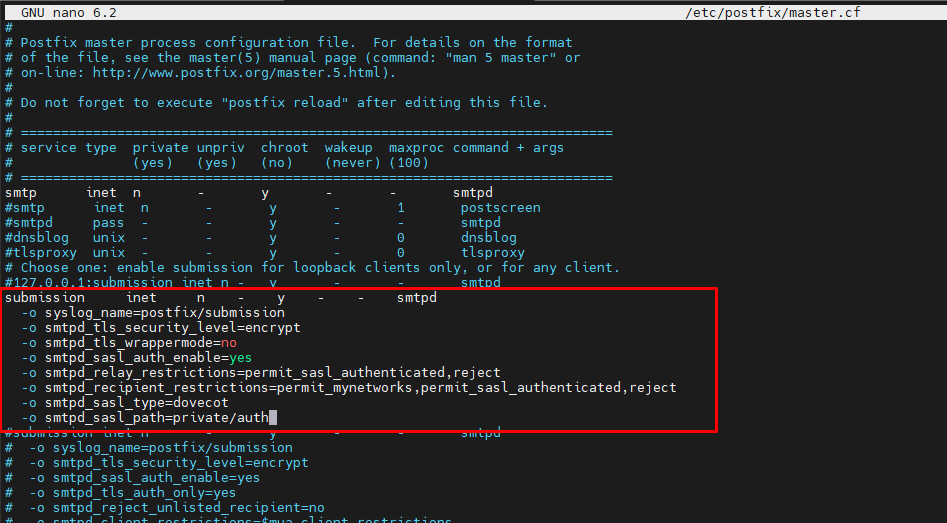 GNU nano 6.2 /etc/postfix/master.cf
#
# Postfix master process configuration file.  For details on the format
# of the file, see the master(5) manual page (command: "man 5 master" or
# on-line: http://www.postfix.org/master.5.html).
#
# Do not forget to execute "postfix reload" after editing this file.
#
# ==========================================================================
# service type  private unpriv  chroot  wakeup  maxproc command + args
#               (yes)   (yes)   (no)    (never) (100)
# ==========================================================================
smtp      inet  n       -       y       -       -       smtpd
#smtp      inet  n       -       y       -       1       postscreen
#smtpd     pass  -       -       y       -       -       smtpd
#dnsblog   unix  -       -       y       -       0       dnsblog
#tlsproxy  unix  -       -       y       -       0       tlsproxy
# Choose one: enable submission for loopback clients only, or for any client.
#127.0.0.1:submission inet n -   y       -       -       smtpd
submission     inet     n    -    y    -    -    smtpd
  -o syslog_name=postfix/submission
  -o smtpd_tls_security_level=encrypt
  -o smtpd_tls_wrappermode=no
  -o smtpd_sasl_auth_enable=yes
  -o smtpd_relay_restrictions=permit_sasl_authenticated,reject
  -o smtpd_recipient_restrictions=permit_mynetworks,permit_sasl_authenticated,reject
  -o smtpd_sasl_type=dovecot
  -o smtpd_sasl_path=private/auth
#submission inet n       -       y       -       -       smtpd
#  -o syslog_name=postfix/submission
#  -o smtpd_tls_security_level=encrypt
#  -o smtpd_sasl_auth_enable=yes
#  -o smtpd_tls_auth_only=yes
#  -o smtpd_reject_unlisted_recipient=no
#  -o smtpd_client_restrictions=$mua_client_restrictions